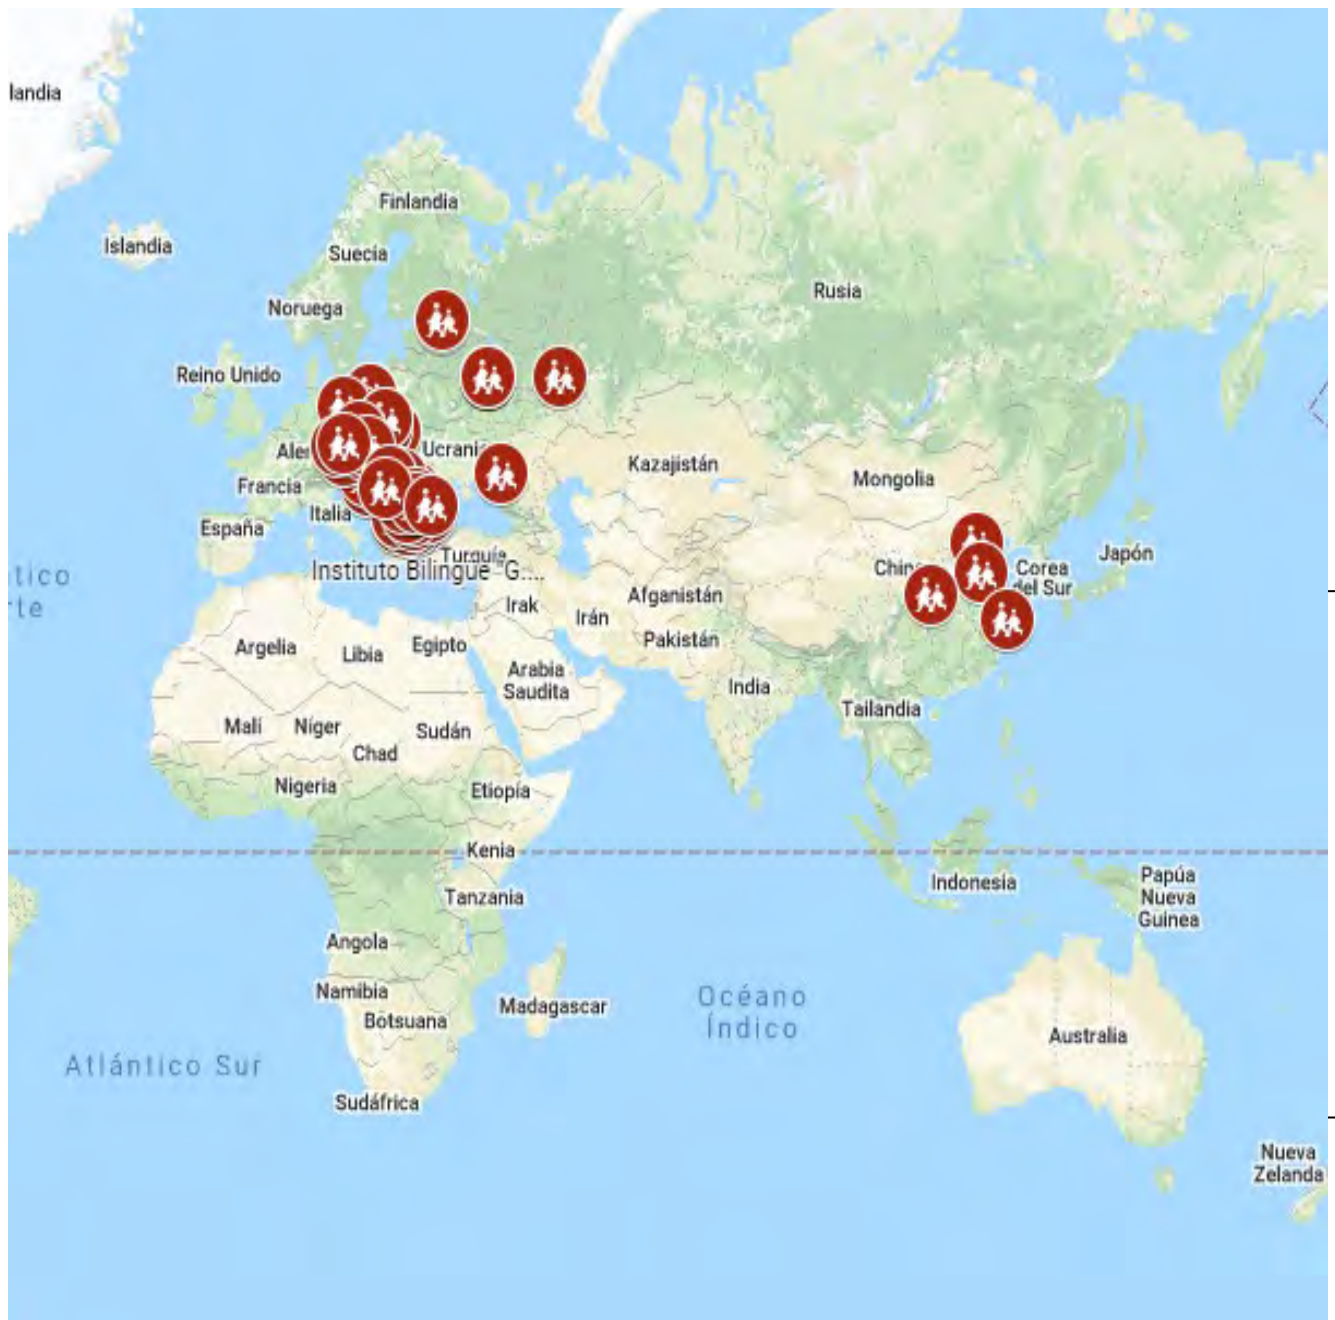 landia
Finlandia
Islandia
Suecia
Rusia
Noruega
Reino Unido
Ucrani
Ale
Kazajistán
Mongolia
Francia
Italia
España
Japón
Turquía
Chin
Corea
del Sur
Instituto Bilingüe "G....
tico
rte
Afganistán
Irak
Irán
Pakistán
Argelia
Libia
Egipto
Arabia
Saudita
India
Tailandia
Malí
Níger
Sudán
Chad
Nigeria
Etiopía
Kenia
Indonesia
Papúa
Nueva
Guinea
Tanzania
Angola
Namibia
Botsuana
Madagascar
Océano
Índico
Australia
Atlántico Sur
Sudáfrica
Nueva
Zelanda